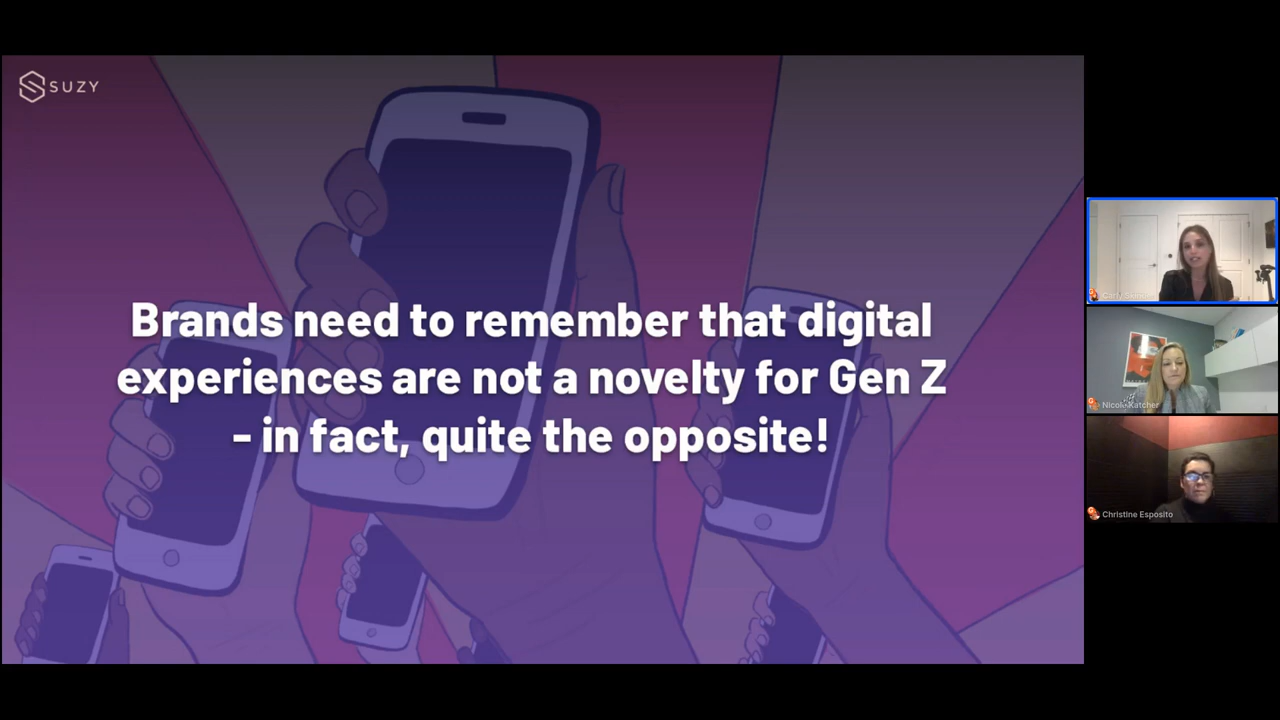 SUZY
Brands need to remember that digital
experiences are not a novelty for Gen Z
- in fact, quite the opposite!
Nicole Katcher
Christine Esposito